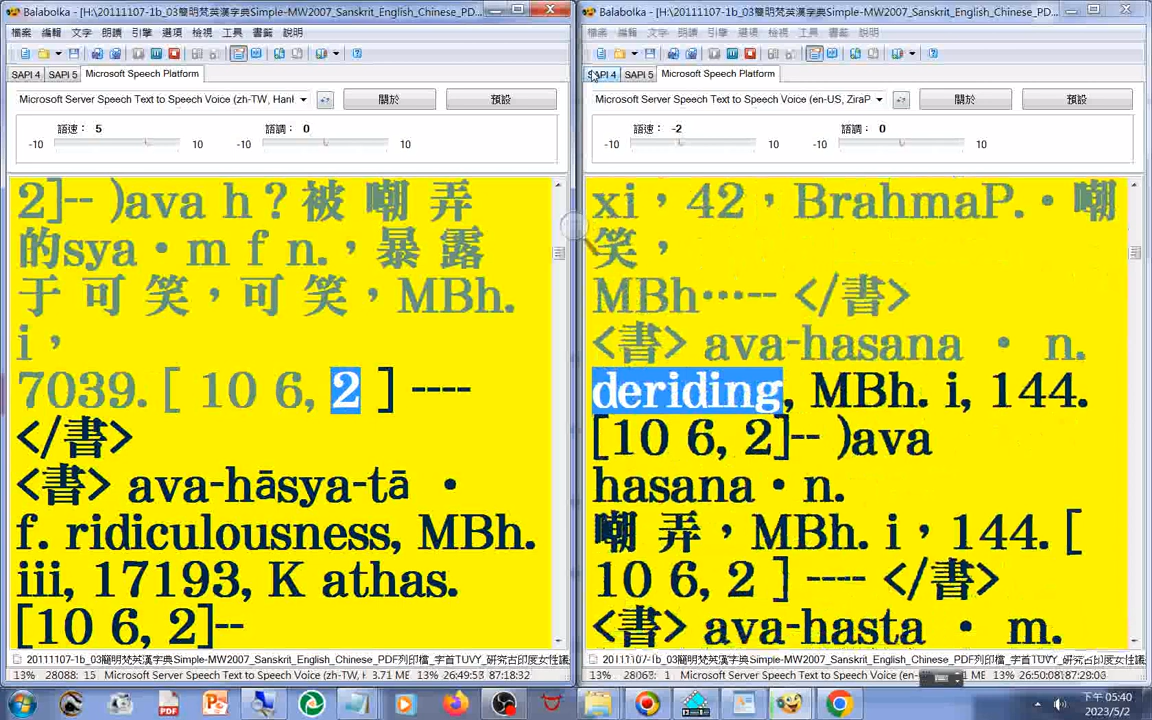 Balabolka - [H:\20111107-1b_03簡明梵英漢字典Simple-MW2007_Sanskrit_English_Chinese_PD...
檔案 編輯 文字 朗讀 引擎 選項 檢視 工具 書籤 說明
SAPI 4 SAPI 5 Microsoft Speech Platform
Microsoft Server Speech Text to Speech Voice (zh-TW, HanH
關於 預設
語速： 5 語調： 0
-10 10 -10 10
2]-- )ava h？被 嘲 弄
的sya・m f n.，暴 露
于 可 笑，可 笑，MBh.
i，
7039. [ 10 6, 2 ] ----
</書>
<書> ava-hāsya-tā ・
f. ridiculousness, MBh.
iii, 17193, K athas.
[10 6, 2]--
13% 28088: 15 Microsoft Server Speech Text to Speech Voice (zh-TW, 3.71 ME 13% 26:49:53 87:18:32
Balabolka - [H:\20111107-1b_03簡明梵英漢字典Simple-MW2007_Sanskrit_English_Chinese_PDF...
檔案 編輯 文字 朗讀 引擎 選項 檢視 工具 書籤 說明
SAPI 4 SAPI 5 Microsoft Speech Platform
Microsoft Server Speech Text to Speech Voice (en-US, ZiraP
關於 預設
語速： -2 語調： 0
-10 10 -10 10
xi，42，BrahmaP.・嘲
笑，
MBh…-- </書>
<書> ava-hasana ・ n.
deriding, MBh. i, 144.
[10 6, 2]-- )ava
hasana・n.
嘲 弄，MBh. i，144. [
10 6, 2 ] ---- </書>
<書> ava-hasta ・ m.
13% 28063: 1 Microsoft Server Speech Text to Speech Voice 13% 26:50:08
PDF
下午 05:40
2023/5/2